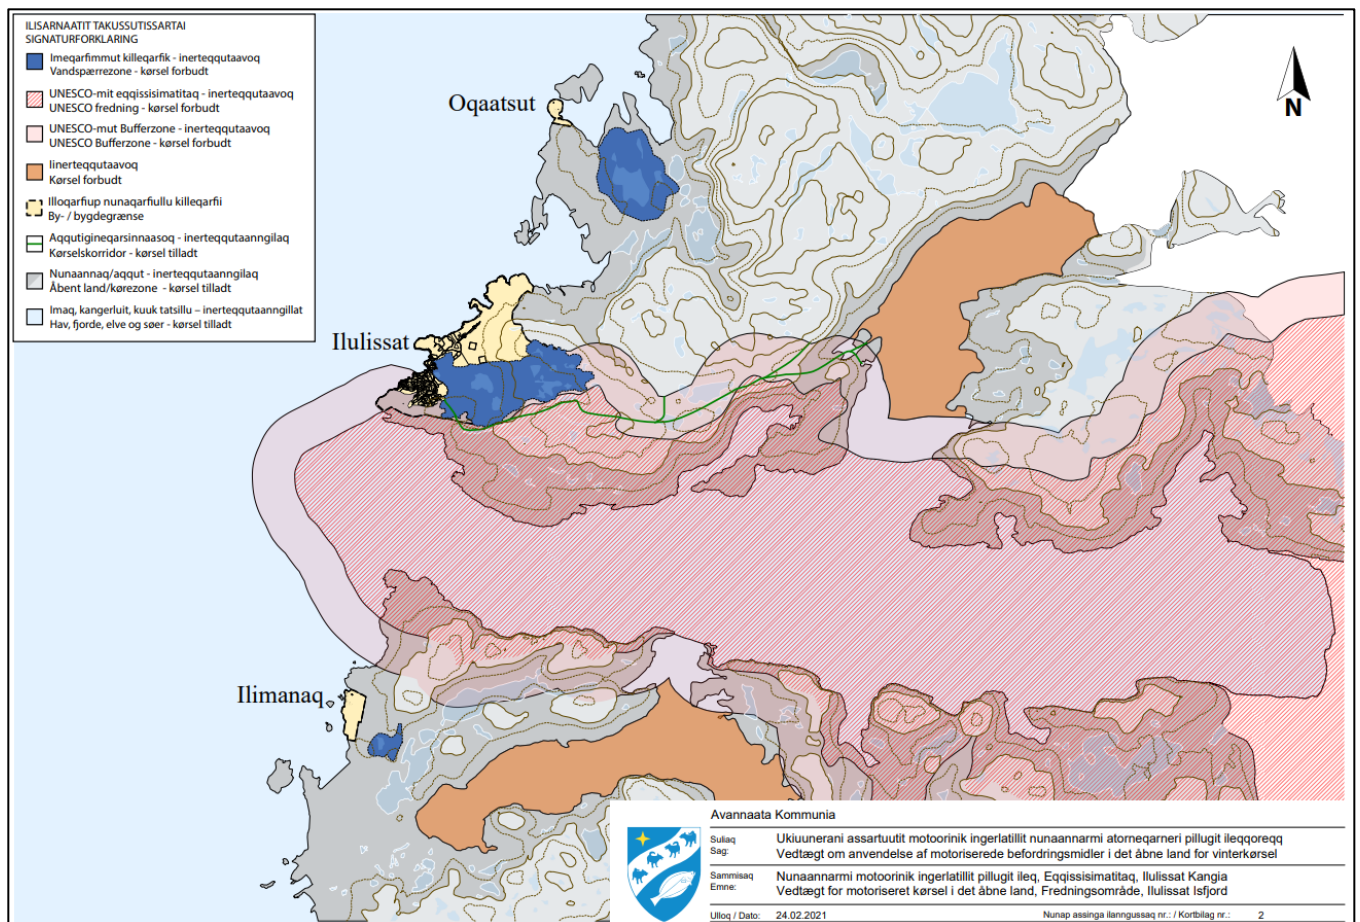 ILISARNAATIT TAKUSSUTISSARTAI
SIGNATURFORKLARING
Imeqarfimmut killeqarfik - inerteqqutaavoq
Vandspærrezone - kørsel forbudt
UNESCO-mit eqqissisimatitaq - inerteqqutaavoq
UNESCO fredning - kørsel forbudt
UNESCO-mut Bufferzone - inerteqqutaavoq
UNESCO Bufferzone - kørsel forbudt
Iinerteqqutaavoq
Kørsel forbudt
Illoqarfiup nunaqarfiullu killeqarfii
By- / bygdegrænse
Aqqutigineqarsinnaasoq - inerteqqutaanngilaq
Kørselskorridor - kørsel tilladt
Nunaannaq/aqqut - inerteqqutaanngilaq
Åbent land/kørezone - kørsel tilladt
Imaq, kangerluit, kuuk tatsillu – inerteqqutaanngillat
Hav, fjorde, elve og søer - kørsel tilladt
Oqaatsut
N
Ilulissat
Ilimanaq
Avannaata Kommunia
Suliaq Ukiuunerani assartuutit motoorinik ingerlatillit nunaannarmi atorneqarneri pillugit ileqqoreqq
Sag: Vedtægt om anvendelse af motoriserede befordringsmidler i det åbne land for vinterkørsel
Sammisaq Nunaannarmi motoorinik ingerlatillit pillugit ileq, Eqqissisimatitaq, Ilulissat Kangia
Emne: Vedtægt for motoriseret kørsel i det åbne land, Fredningsområde, Ilulissat Isfjord
Ulloq / Dato: 24.02.2021 Nunap assinga ilanngussaq nr.: / Kortbilag nr.: 2